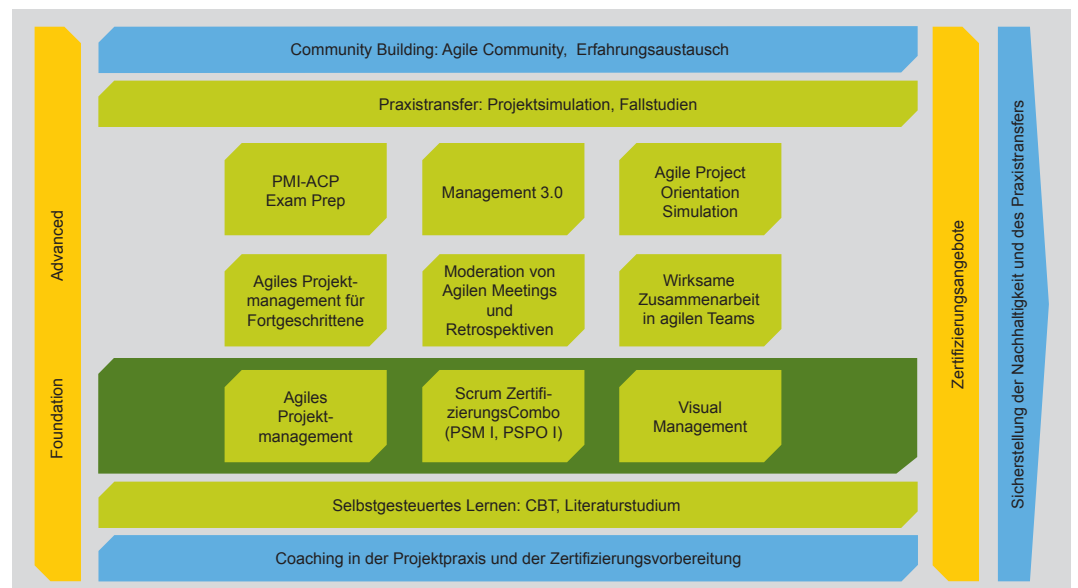 Community Building: Agile Community, Erfahrungsaustausch
Praxistransfer: Projektsimulation, Fallstudien
PMI-ACP
Exam Prep
Management 3.0
Agile Project
Orientation
Simulation
Agiles Projekt-
management für
Fortgeschrittene
Moderation von
Agilen Meetings
und
Retrospektiven
Wirksame
Zusammenarbeit
in agilen Teams
Agiles
Projekt-
management
Scrum Zertifi-
zierungsCombo
(PSM I, PSPO I)
Visual
Management
Selbstgesteuertes Lernen: CBT, Literaturstudium
Coaching in der Projektpraxis und der Zertifizierungsvorbereitung
Advanced
Foundation
Zertifizierungsangebote
Sicherstellung der Nachhaltigkeit und des Praxistransfers